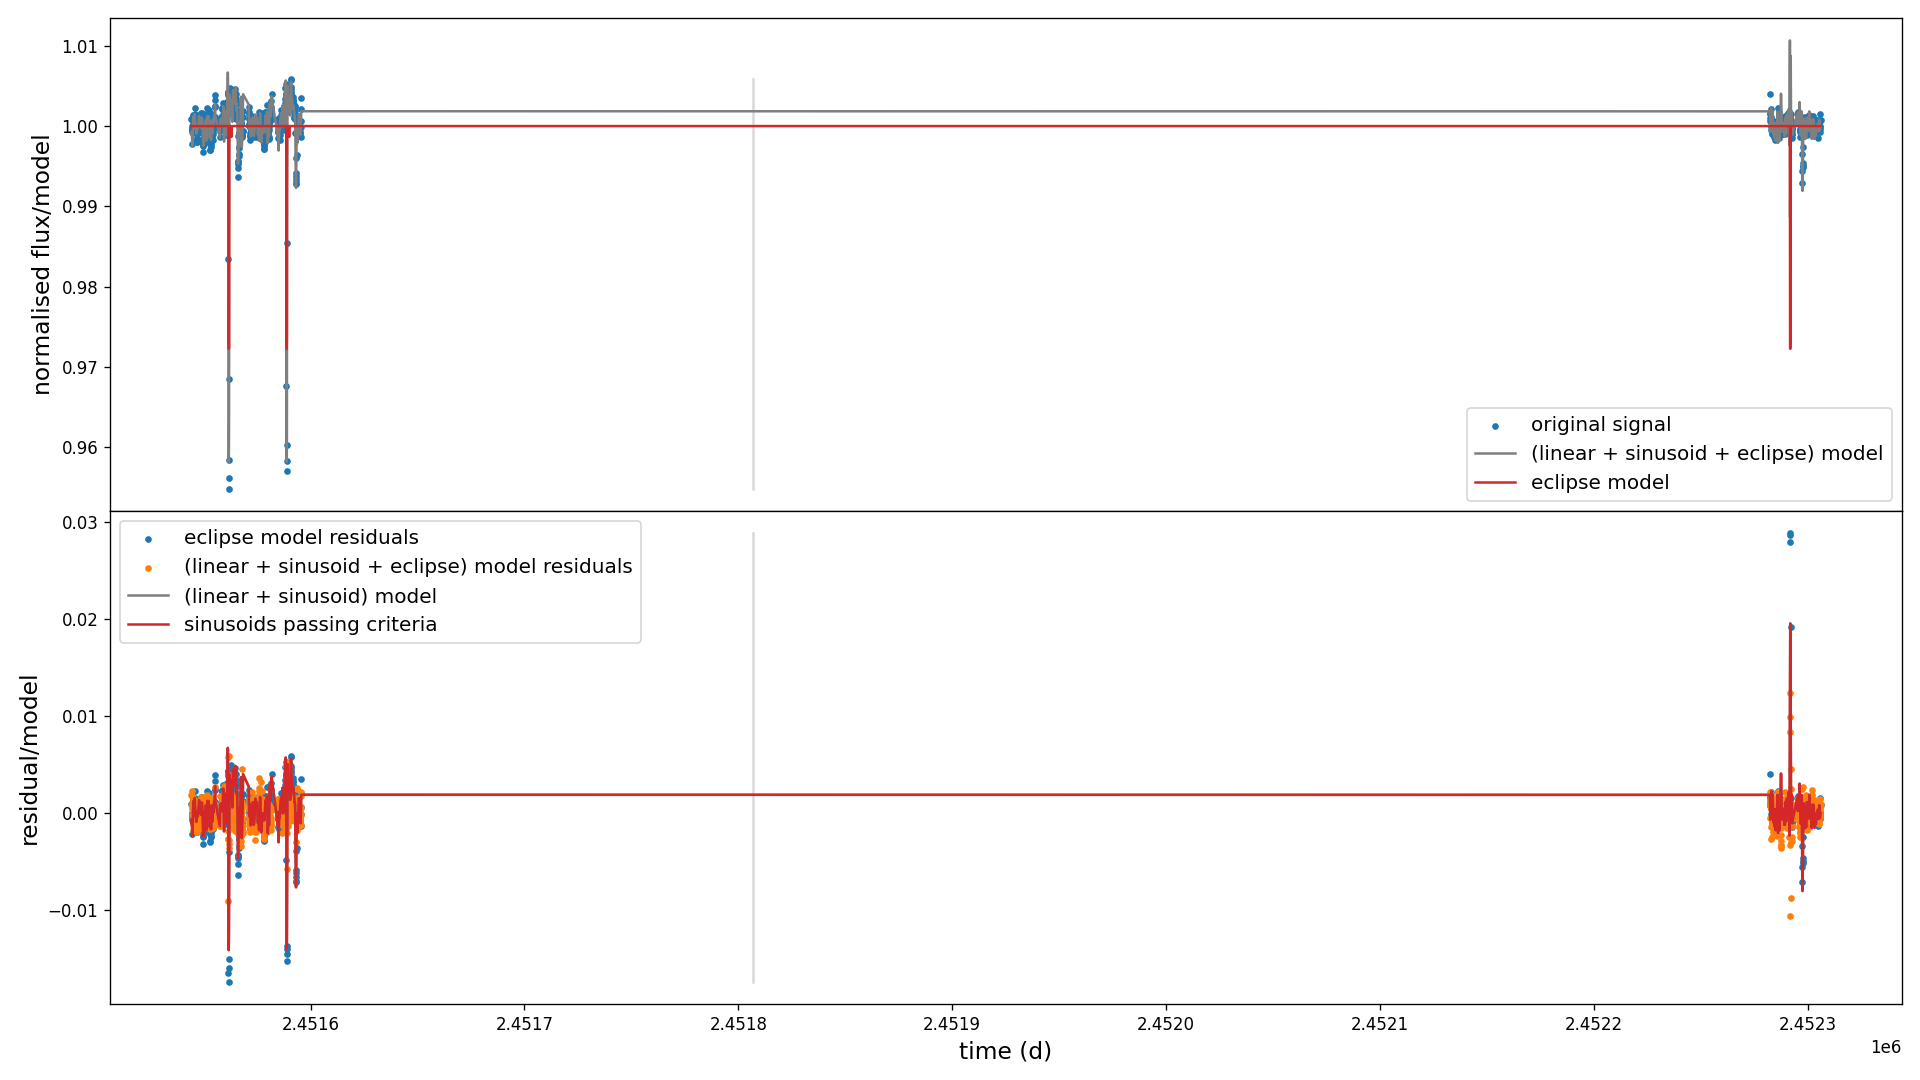 1.01
1.00
0.99
0.98
0.97
0.96
normalised flux/model
original signal
(linear + sinusoid + eclipse) model
eclipse model
0.03
0.02
0.01
0.00
−0.01
residual/model
eclipse model residuals
(linear + sinusoid + eclipse) model residuals
(linear + sinusoid) model
sinusoids passing criteria
2.4516
2.4517
2.4518
2.4519
2.4520
2.4521
2.4522
2.4523
1e6
time (d)